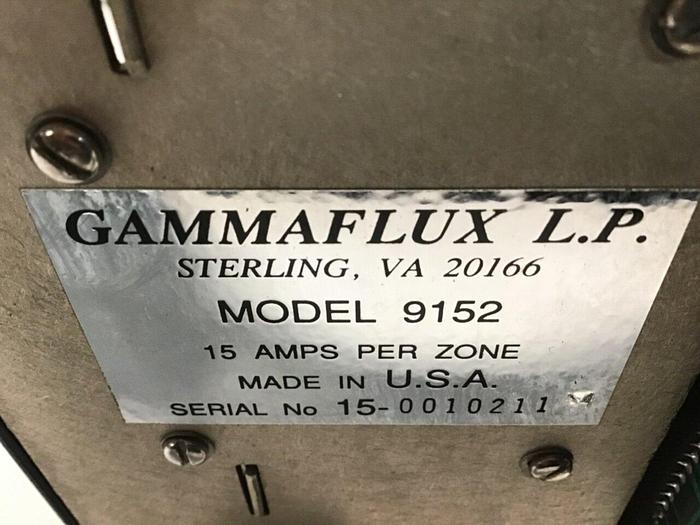 GAMMAFLUX L.P.
STERLING, VA 20166
MODEL 9152
15 AMPS PER ZONE
MADE IN U.S.A.
SERIAL No 15-0010211